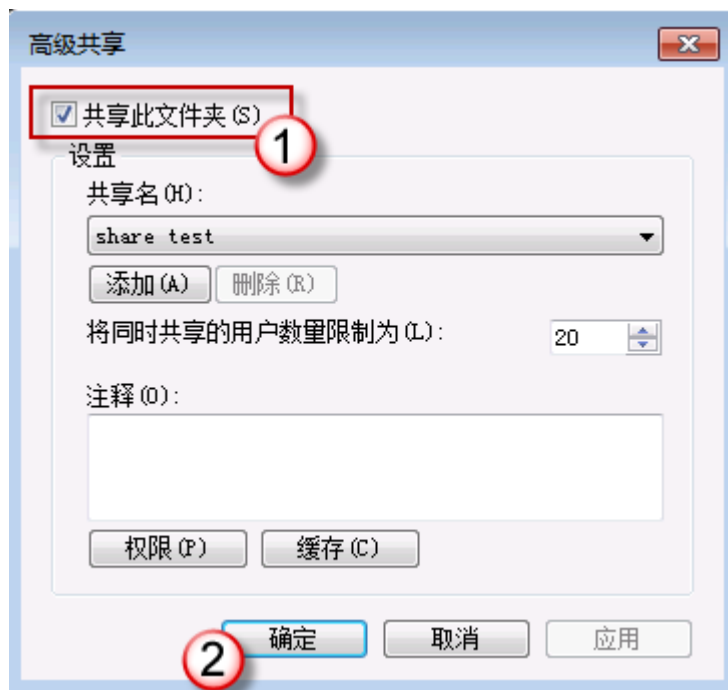 高级共享
共享此文件夹(S)
1
设置
共享名(H):
share test
添加(A) 删除(R)
将同时共享的用户数量限制为(L): 20
注释(O):
权限(P) 缓存(C)
2 确定 取消 应用